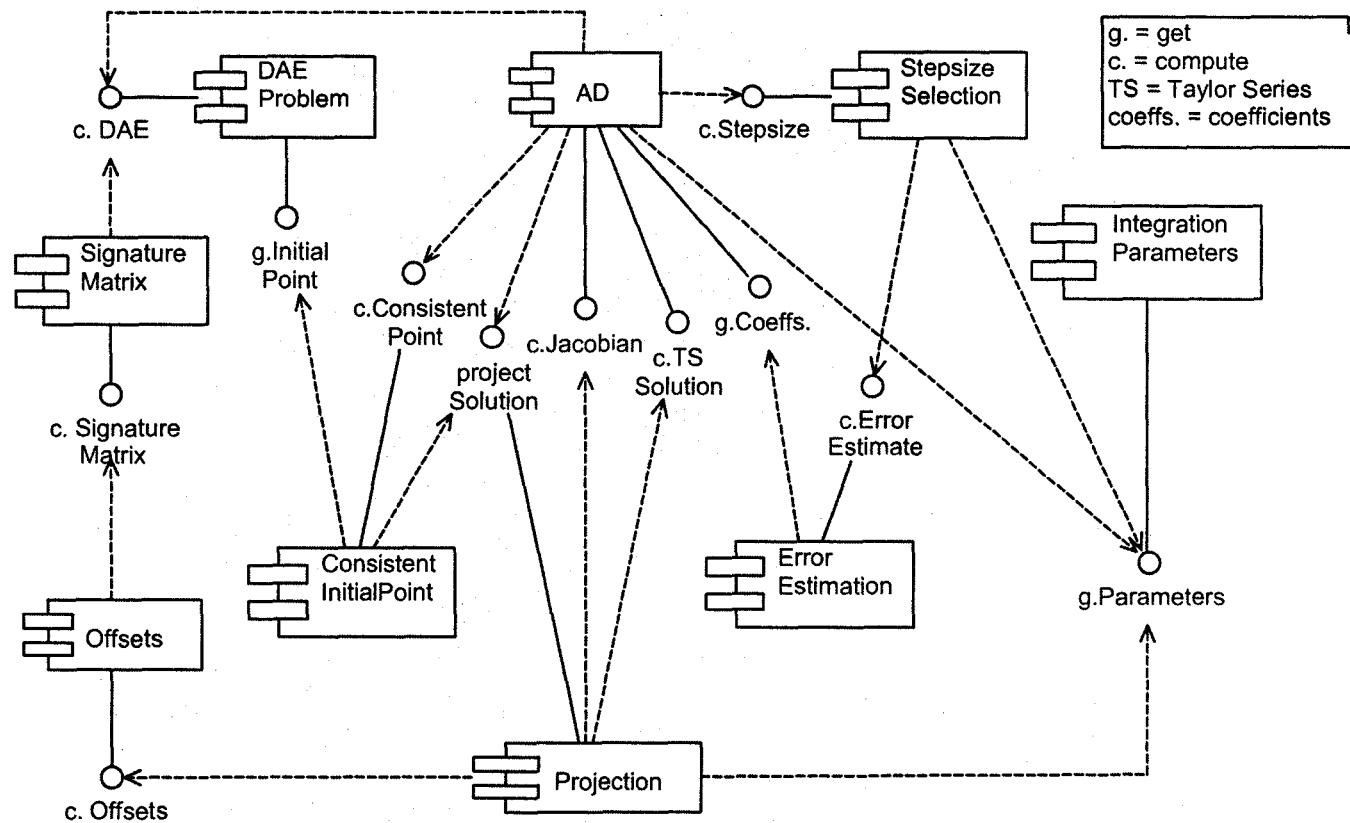 g. = get
c. = compute
TS = Taylor Series
coeffs. = coefficients
DAE
Problem
AD
Stepsize
Selection
c. DAE
c.Stepsize
Signature
Matrix
g.Initial
Point
Integration
Parameters
c.Consistent
Point
project
Solution
c.Jacobian
c.TS
Solution
g.Coeffs.
c. Signature
Matrix
c.Error
Estimate
Consistent
InitialPoint
Error
Estimation
g.Parameters
Offsets
Projection
c. Offsets